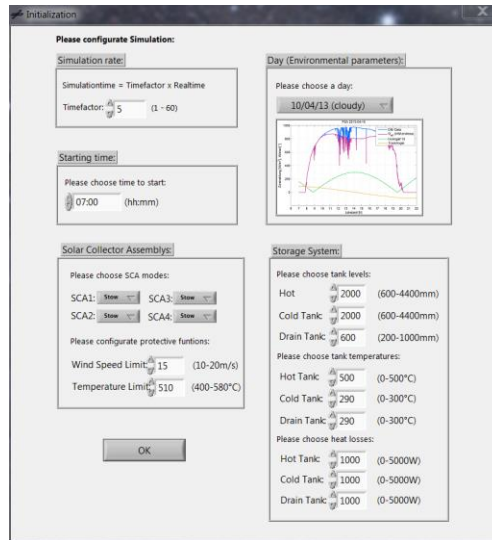 Initialization
Please configurate Simulation:
Simulation rate:
Simulationtime = Timefactor x Realtime
Timefactor: 5 (1 - 60)
Starting time:
Please choose time to start:
07:00 (hh:mm)
Solar Collector Assemblys:
Please choose SCA modes:
SCA1: Stow SCA3: Stow
SCA2: Stow SCA4: Stow
Please configurate protective funtions:
Wind Speed Limit: 15 (10-20m/s)
Temperature Limit: 510 (400-580°C)
OK
Day (Environmental parameters):
Please choose a day:
10/04/13 (cloudy)
Storage System:
Please choose tank levels:
Hot 2000 (600-4400mm)
Cold Tank: 2000 (600-4400mm)
Drain Tank: 600 (200-1000mm)
Please choose tank temperatures:
Hot Tank: 500 (0-500°C)
Cold Tank: 290 (0-300°C)
Drain Tank: 290 (0-300°C)
Please choose heat losses:
Hot Tank: 1000 (0-5000W)
Cold Tank: 1000 (0-5000W)
Drain Tank: 1000 (0-5000W)